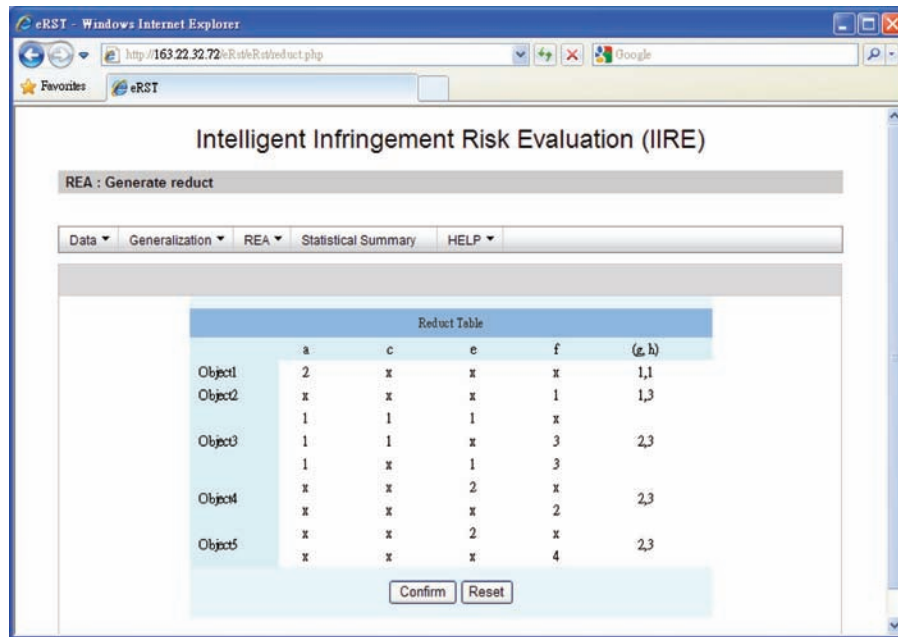 eRST - Windows Internet Explorer
http://163.22.32.72/eRst/eRst/reduct.php
Google
Favorites eRST
Intelligent Infringement Risk Evaluation (IIRE)
REA : Generate reduct
Data Generalization REA Statistical Summary HELP
Reduct Table
a c e f (g, h)
Object1 2 x x x 1,1
Object2 x x x 1 1,3
1 1 1 x
Object3 1 1 x 3 2,3
1 x 1 3
x x 2 x
Object4 2,3
x x x 2
x x 2 x
Object5 2,3
x x x 4
Confirm Reset